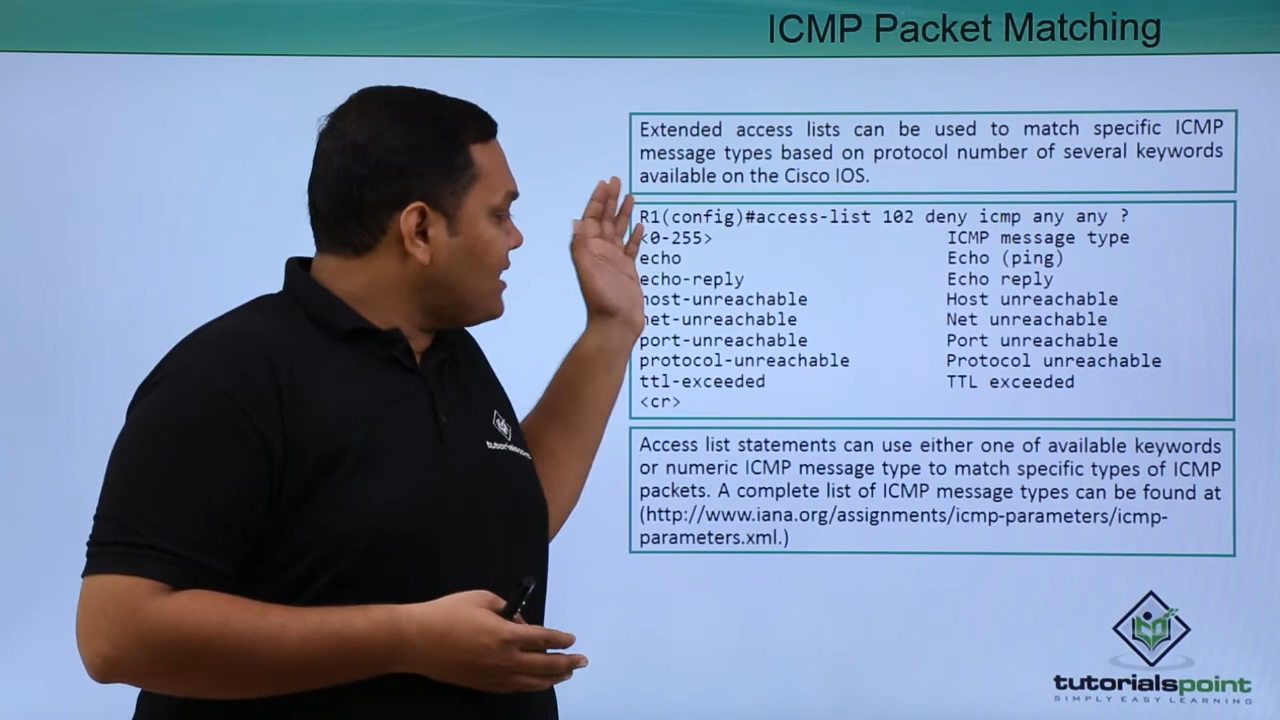 ICMP Packet Matching
Extended access lists can be used to match specific ICMP
message types based on protocol number of several keywords
available on the Cisco IOS.
R1(config)#access-list 102 deny icmp any any ?
<0-255> ICMP message type
echo Echo (ping)
echo-reply Echo reply
host-unreachable Host unreachable
net-unreachable Net unreachable
port-unreachable Port unreachable
protocol-unreachable Protocol unreachable
ttl-exceeded TTL exceeded
<cr>
Access list statements can use either one of available keywords
or numeric ICMP message type to match specific types of ICMP
packets. A complete list of ICMP message types can be found at
(http://www.iana.org/assignments/icmp-parameters/icmp-
parameters.xml.)
tutorialspoint
SIMPLY EASY LEARNING
tutorialspoint